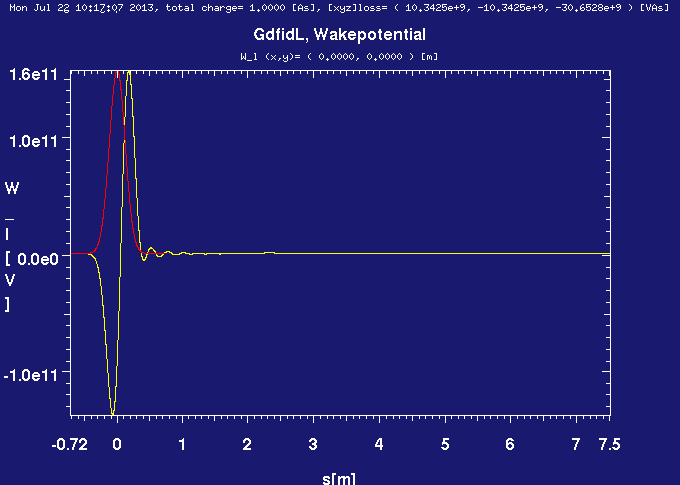 Mon Jul 22 10:17:07 2013, total charge= 1.0000 [As], [xyz]loss= ( 10.3425e+9, -10.3425e+9, -30.6528e+9 ) [VAs]
GdfidL, Wakepotential
W_l (x,y)= ( 0.0000, 0.0000 ) [m]
1.6e11
1.0e11
W
_
l
[ 0.0e0
V
]
-1.0e11
-0.72 0 1 2 3 4 5 6 7 7.5
s[m]